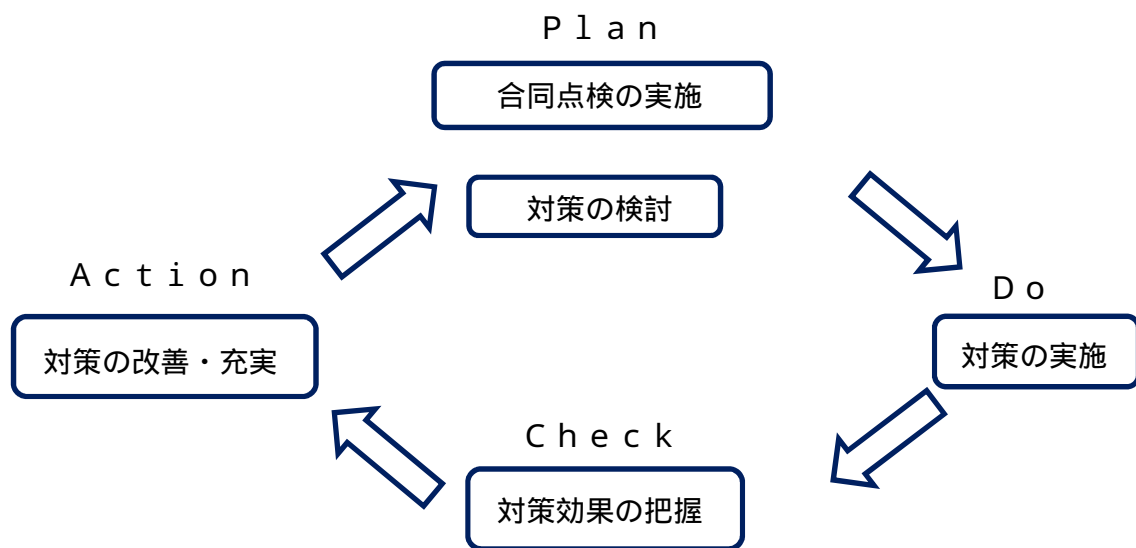 Ｐｌａｎ
合同点検の実施
対策の検討
Ｄｏ
対策の実施
Ｃｈｅｃｋ
対策効果の把握
Ａｃｔｉｏｎ
対策の改善・充実